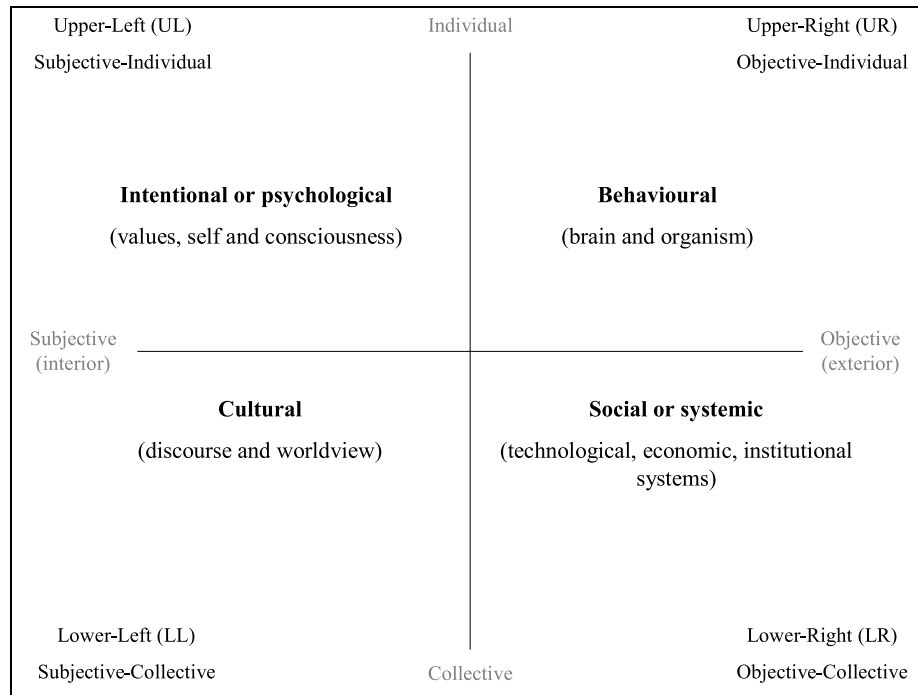 Upper-Left (UL)
Individual
Upper-Right (UR)
Subjective-Individual
Objective-Individual
Intentional or psychological
(values, self and consciousness)
Behavioural
(brain and organism)
Subjective
(interior)
Objective
(exterior)
Cultural
(discourse and worldview)
Social or systemic
(technological, economic, institutional
systems)
Lower-Left (LL)
Subjective-Collective
Collective
Lower-Right (LR)
Objective-Collective